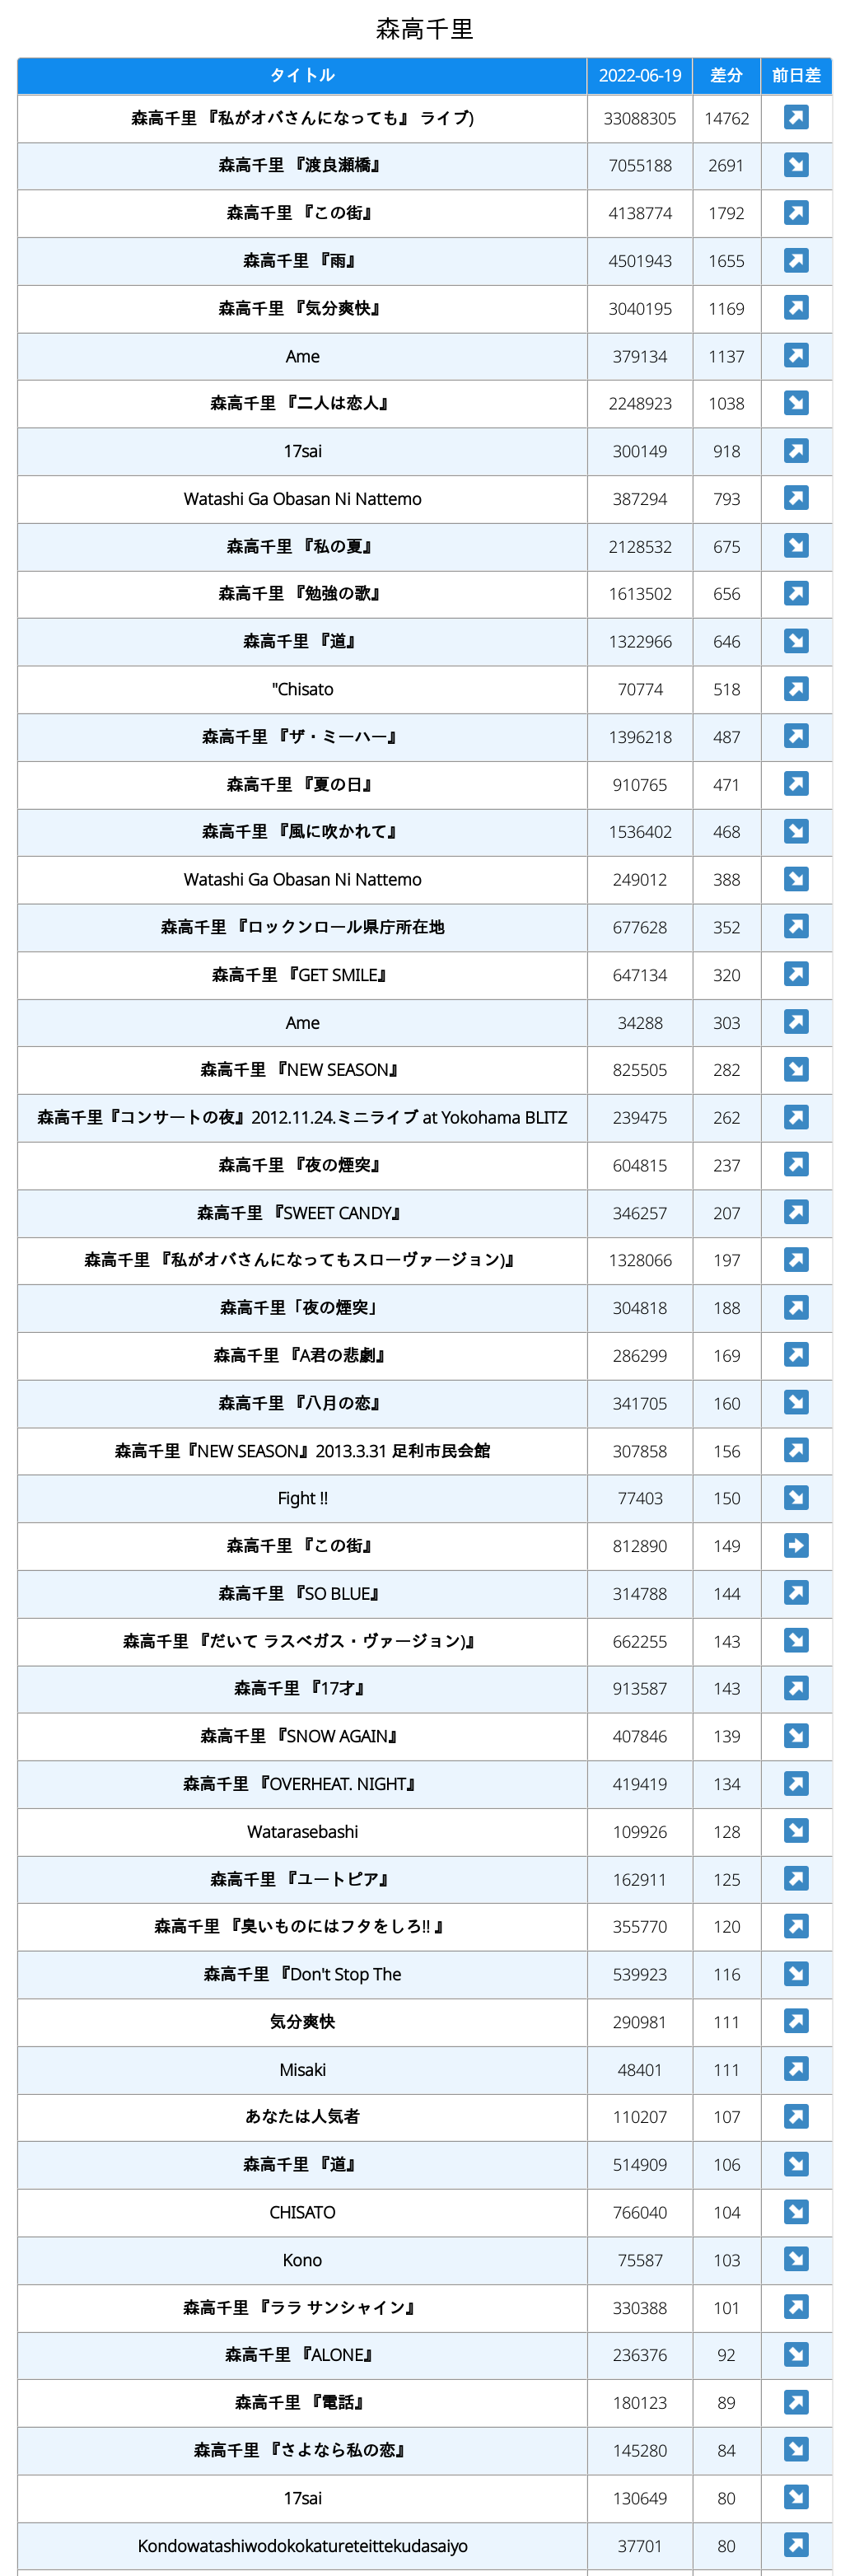 森高千里
タイトル 2022-06-19 差分 前日差
森高千里 『私がオバさんになっても』 ライブ) 33088305 14762
森高千里 『渡良瀬橋』 7055188 2691
森高千里 『この街』 4138774 1792
森高千里 『雨』 4501943 1655
森高千里 『気分爽快』 3040195 1169
Ame 379134 1137
森高千里 『二人は恋人』 2248923 1038
17sai 300149 918
Watashi Ga Obasan Ni Nattemo 387294 793
森高千里 『私の夏』 2128532 675
森高千里 『勉強の歌』 1613502 656
森高千里 『道』 1322966 646
"Chisato 70774 518
森高千里 『ザ・ミーハー』 1396218 487
森高千里 『夏の日』 910765 471
森高千里 『風に吹かれて』 1536402 468
Watashi Ga Obasan Ni Nattemo 249012 388
森高千里 『ロックンロール県庁所在地 677628 352
森高千里 『GET SMILE』 647134 320
Ame 34288 303
森高千里 『NEW SEASON』 825505 282
森高千里『コンサートの夜』2012.11.24.ミニライブ at Yokohama BLITZ 239475 262
森高千里 『夜の煙突』 604815 237
森高千里 『SWEET CANDY』 346257 207
森高千里 『私がオバさんになってもスローヴァージョン)』 1328066 197
森高千里「夜の煙突」 304818 188
森高千里 『A君の悲劇』 286299 169
森高千里 『八月の恋』 341705 160
森高千里『NEW SEASON』2013.3.31 足利市民会館 307858 156
Fight !! 77403 150
森高千里 『この街』 812890 149
森高千里 『SO BLUE』 314788 144
森高千里 『だいて ラスベガス・ヴァージョン)』 662255 143
森高千里 『17才』 913587 143
森高千里 『SNOW AGAIN』 407846 139
森高千里 『OVERHEAT. NIGHT』 419419 134
Watarasebashi 109926 128
森高千里 『ユートピア』 162911 125
森高千里 『臭いものにはフタをしろ!! 』 355770 120
森高千里 『Don't Stop The 539923 116
気分爽快 290981 111
Misaki 48401 111
あなたは人気者 110207 107
森高千里 『道』 514909 106
CHISATO 766040 104
Kono 75587 103
森高千里 『ララ サンシャイン』 330388 101
森高千里 『ALONE』 236376 92
森高千里 『電話』 180123 89
森高千里 『さよなら私の恋』 145280 84
17sai 130649 80
Kondowatashiwodokokatureteittekudasaiyo 37701 80